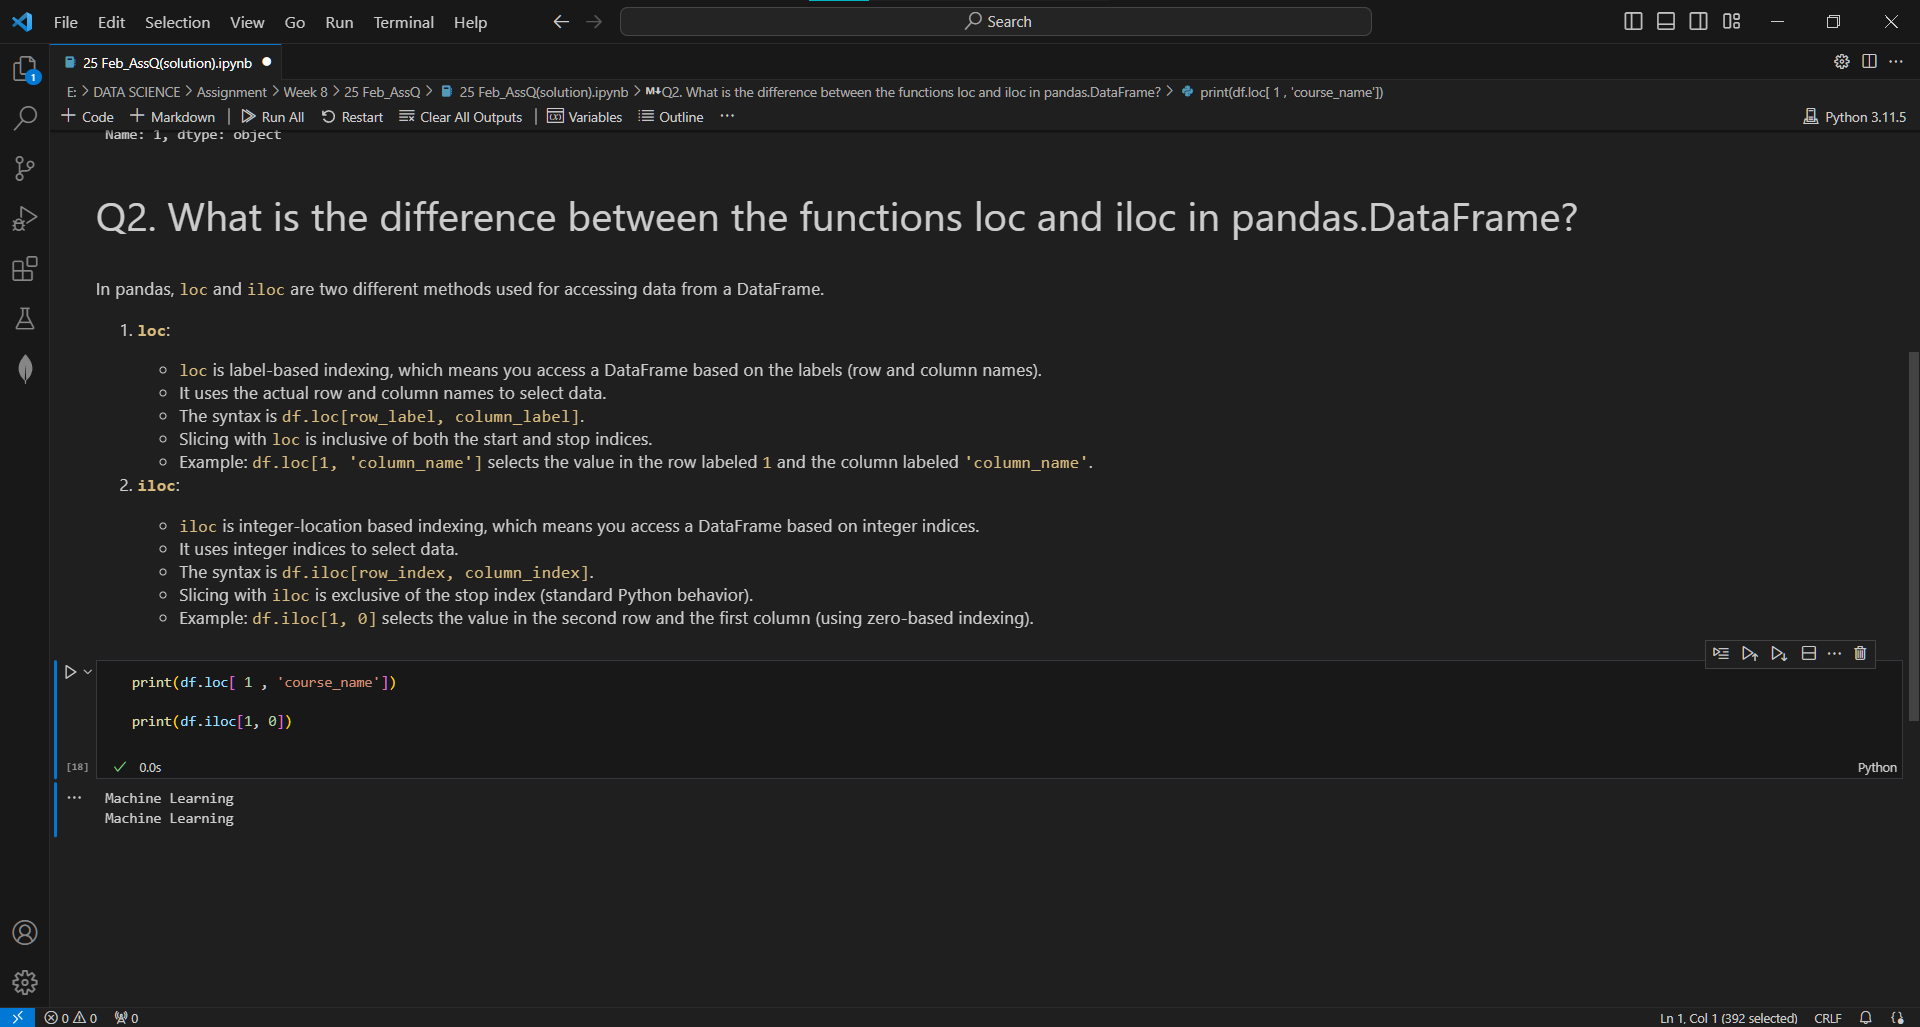 File Edit Selection View Go Run Terminal Help
Search
25 Feb_AssQ(solution).ipynb
1
E: > DATA SCIENCE > Assignment > Week 8 > 25 Feb_AssQ > 25 Feb_AssQ(solution).ipynb > M↓Q2. What is the difference between the functions loc and iloc in pandas.DataFrame? > print(df.loc[ 1 , 'course_name'])
+ Code + Markdown | Run All Restart Clear All Outputs | Variables Outline ···
Python 3.11.5
Name: 1, dtype: object
Q2. What is the difference between the functions loc and iloc in pandas.DataFrame?
In pandas, loc and iloc are two different methods used for accessing data from a DataFrame.
1. loc:
loc is label-based indexing, which means you access a DataFrame based on the labels (row and column names).
It uses the actual row and column names to select data.
The syntax is df.loc[row_label, column_label].
Slicing with loc is inclusive of both the start and stop indices.
Example: df.loc[1, 'column_name'] selects the value in the row labeled 1 and the column labeled 'column_name'.
2. iloc:
iloc is integer-location based indexing, which means you access a DataFrame based on integer indices.
It uses integer indices to select data.
The syntax is df.iloc[row_index, column_index].
Slicing with iloc is exclusive of the stop index (standard Python behavior).
Example: df.iloc[1, 0] selects the value in the second row and the first column (using zero-based indexing).
print(df.loc[ 1 , 'course_name'])
print(df.iloc[1, 0])
[18] ✓ 0.0s
Python
Machine Learning
Machine Learning
0 0 0
Ln 1, Col 1 (392 selected) CRLF